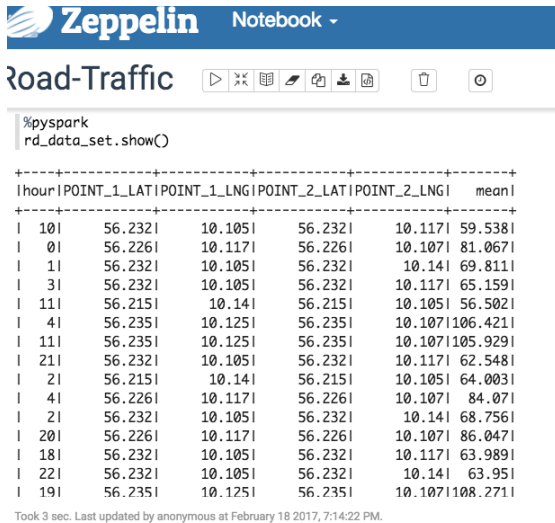 Zeppelin Notebook
Road-Traffic
%pyspark
rd_data_set.show()
+----+-----------+-----------+-----------+-----------+-------+
|hour|POINT_1_LAT|POINT_1_LNG|POINT_2_LAT|POINT_2_LNG|   mean|
+----+-----------+-----------+-----------+-----------+-------+
|  10|     56.232|     10.105|     56.232|     10.117| 59.538|
|   0|     56.226|     10.117|     56.226|     10.107| 81.067|
|   1|     56.232|     10.105|     56.232|      10.14| 69.811|
|   3|     56.232|     10.105|     56.232|     10.117| 65.159|
|  11|     56.215|      10.14|     56.215|     10.105| 56.502|
|   4|     56.235|     10.125|     56.235|     10.107|106.421|
|  11|     56.235|     10.125|     56.235|     10.107|105.929|
|  21|     56.232|     10.105|     56.232|     10.117| 62.548|
|   2|     56.215|      10.14|     56.215|     10.105| 64.003|
|   4|     56.226|     10.117|     56.226|     10.107|  84.07|
|   2|     56.232|     10.105|     56.232|      10.14| 68.756|
|  20|     56.226|     10.117|     56.226|     10.107| 86.047|
|  18|     56.232|     10.105|     56.232|     10.117| 63.989|
|  22|     56.232|     10.105|     56.232|      10.14|  63.95|
|  19|     56.235|     10.125|     56.235|     10.107|108.271|
Took 3 sec. Last updated by anonymous at February 18 2017, 7:14:22 PM.